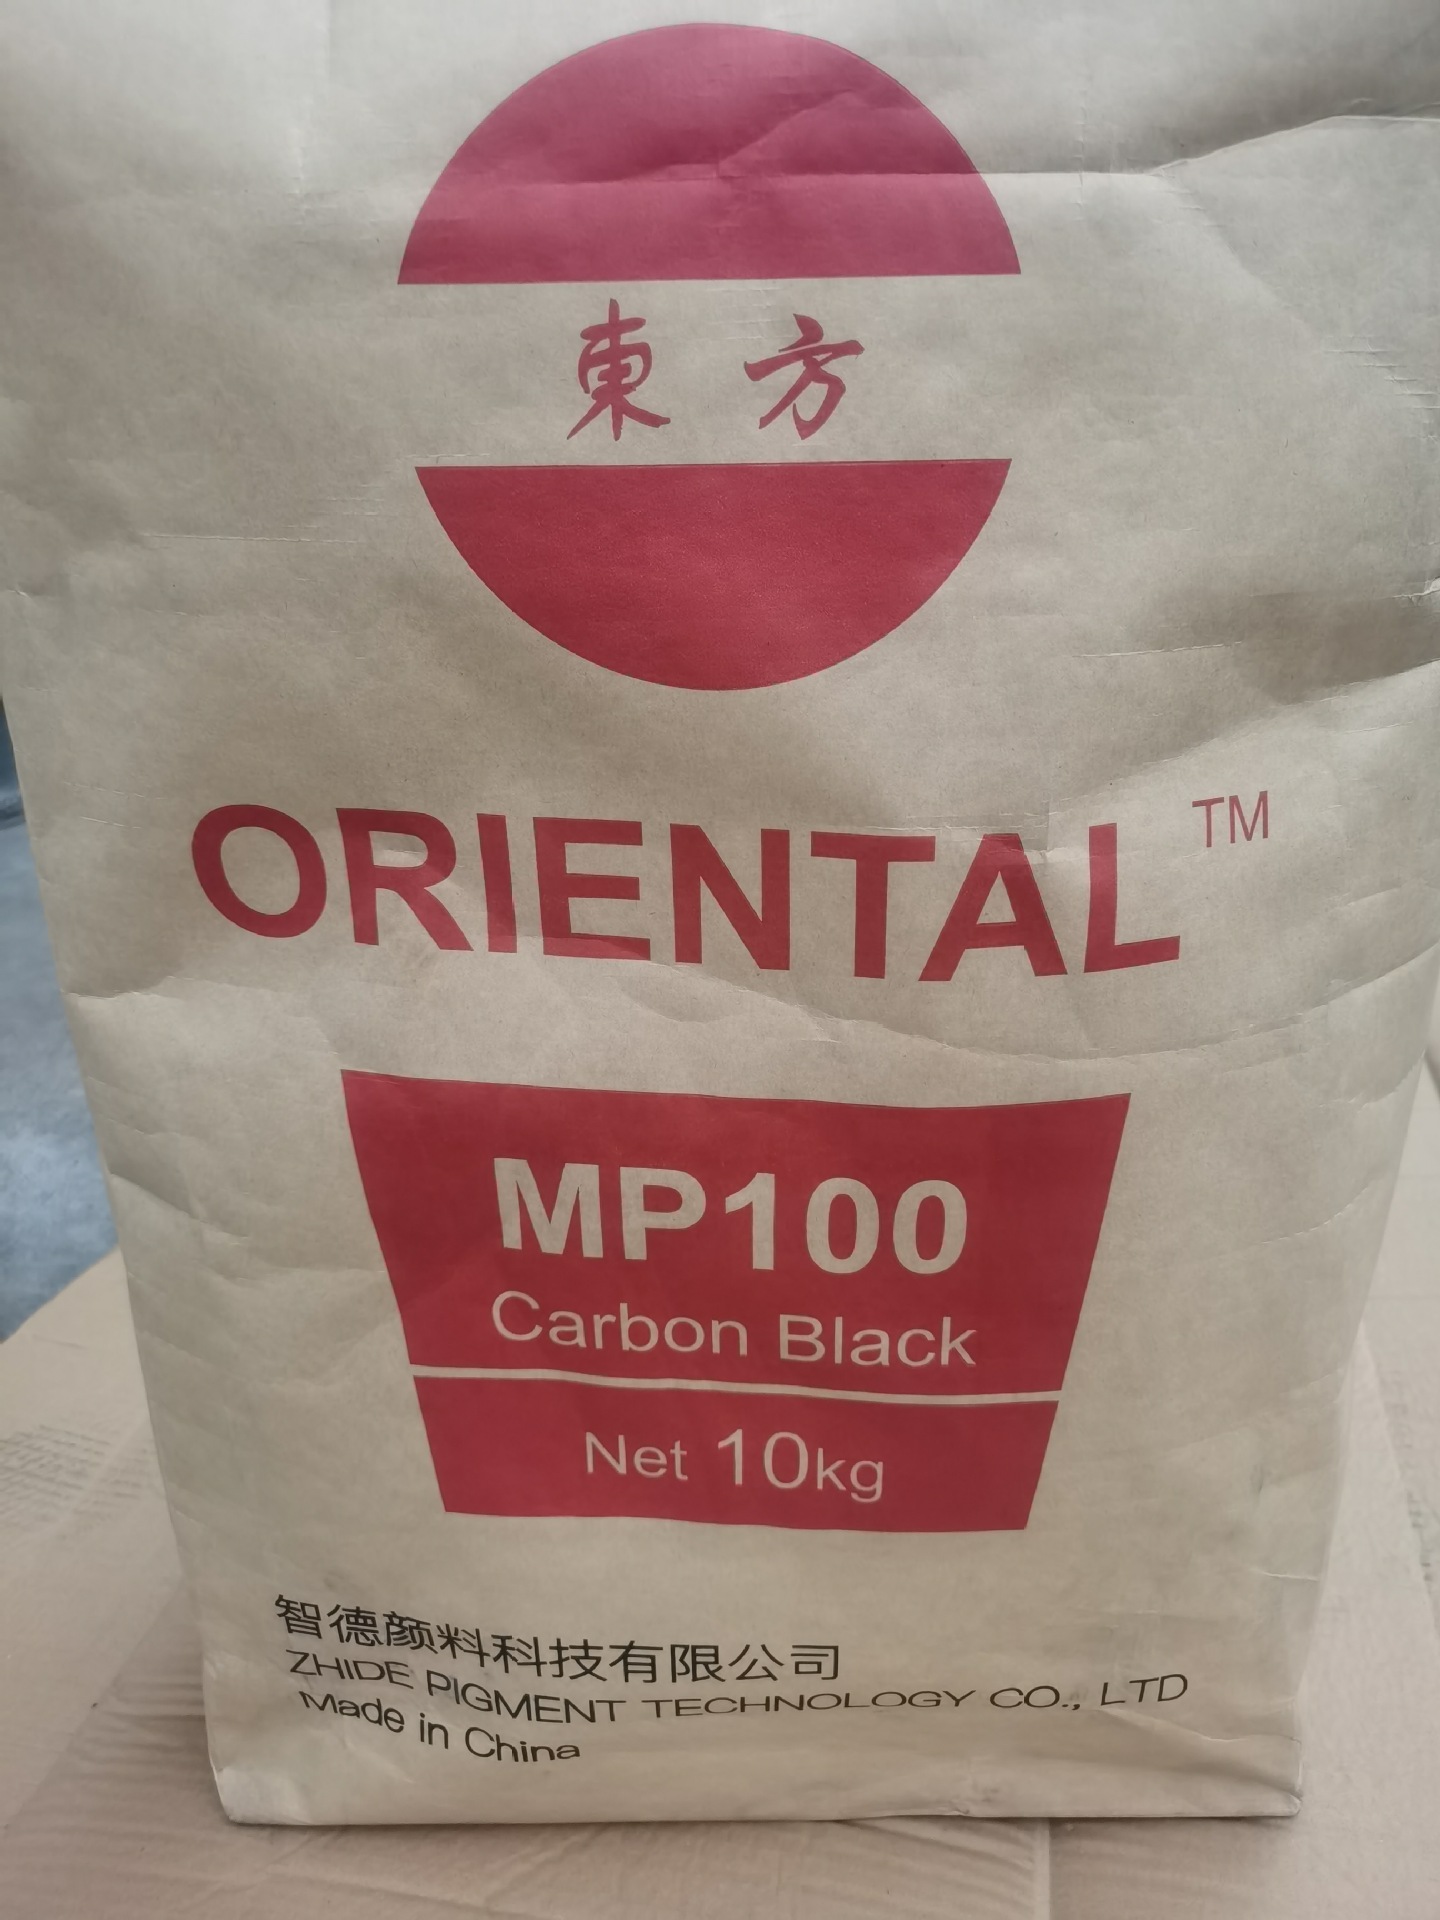 東方
ORIENTAL™
MP100
Carbon Black
Net 10kg
智德颜料科技有限公司
ZHIDE PIGMENT TECHNOLOGY CO., LTD
Made in China